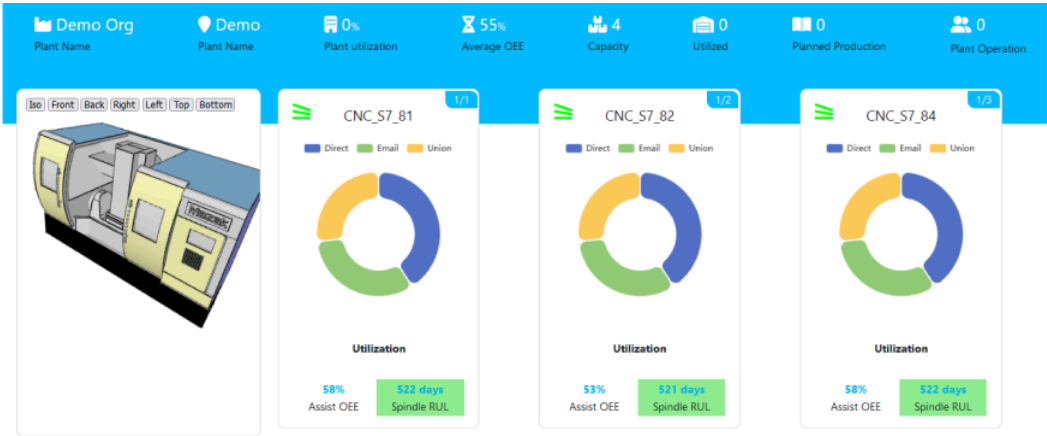 Demo Org
Plant Name
Demo
Plant Name
0%
Plant utilization
55%
Average OEE
4
Capacity
0
Utilized
0
Planned Production
0
Plant Operation
Iso Front Back Right Left Top Bottom
Mazak
1/1
CNC_S7_81
Direct Email Union
Utilization
58%
Assist OEE
522 days
Spindle RUL
1/2
CNC_S7_82
Direct Email Union
Utilization
53%
Assist OEE
521 days
Spindle RUL
1/3
CNC_S7_84
Direct Email Union
Utilization
58%
Assist OEE
522 days
Spindle RUL